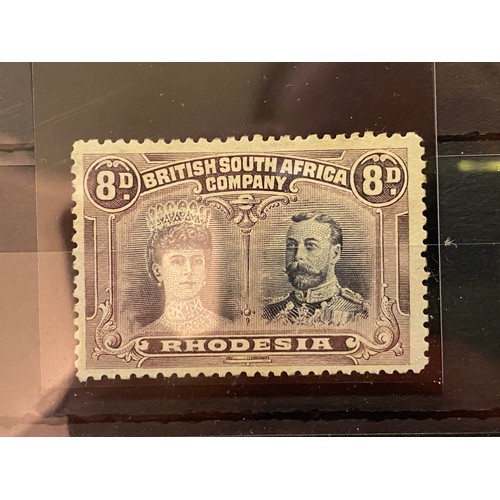 8D. BRITISH SOUTH AFRICA 8D.
COMPANY
RHODESIA